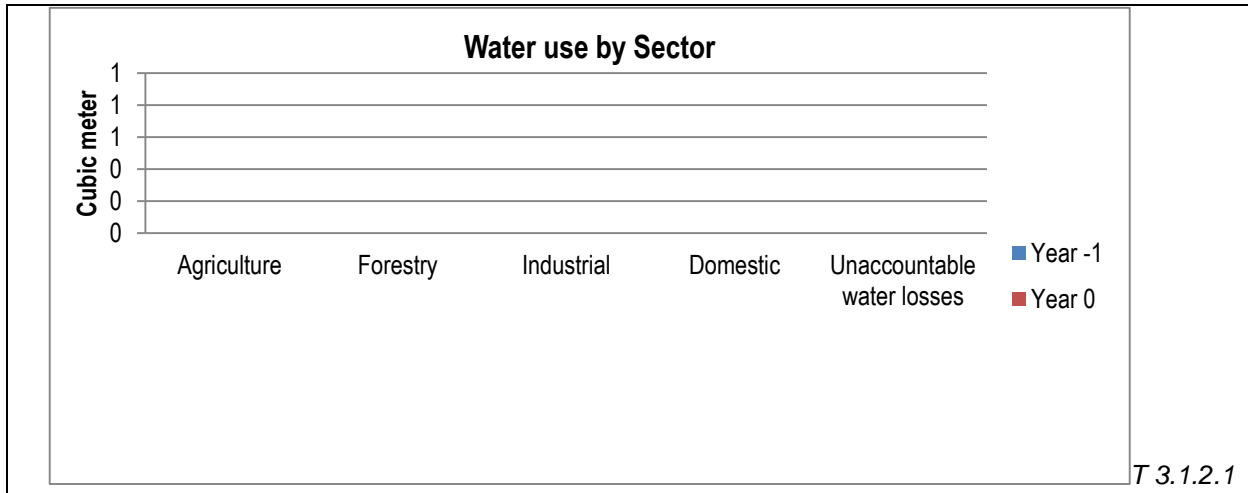 Water use by Sector
Cubic meter
1
1
1
0
0
0
Agriculture Forestry Industrial Domestic Unaccountable
water losses
Year -1
Year 0
T 3.1.2.1